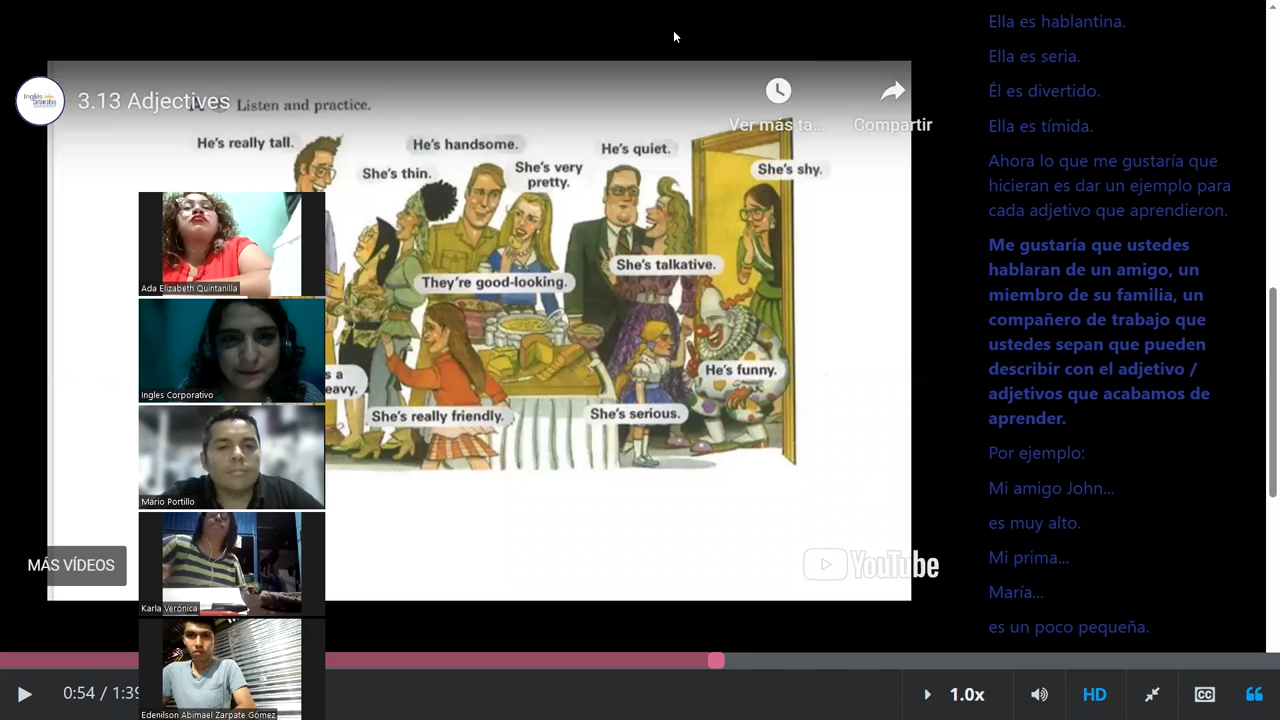 3.13 Adjectives
Listen and practice.
Ver más ta...
Compartir
He's really tall.
He's handsome.
He's quiet.
She's thin.
She's very
pretty.
She's shy.
They're good-looking.
She's talkative.
He's funny.
s a
eavy.
She's really friendly.
She's serious.
Ada Elizabeth Quintanilla
Ingles Corporativo
Mario Portillo
Karla Verónica
Edenilson Abimael Zarpate Gómez
MÁS VÍDEOS
YouTube
Ella es hablantina.
Ella es seria.
Él es divertido.
Ella es tímida.
Ahora lo que me gustaría que
hicieran es dar un ejemplo para
cada adjetivo que aprendieron.
Me gustaría que ustedes
hablaran de un amigo, un
miembro de su familia, un
compañero de trabajo que
ustedes sepan que pueden
describir con el adjetivo /
adjetivos que acabamos de
aprender.
Por ejemplo:
Mi amigo John...
es muy alto.
Mi prima...
María...
es un poco pequeña.
0:54 / 1:39
1.0x
HD
CC